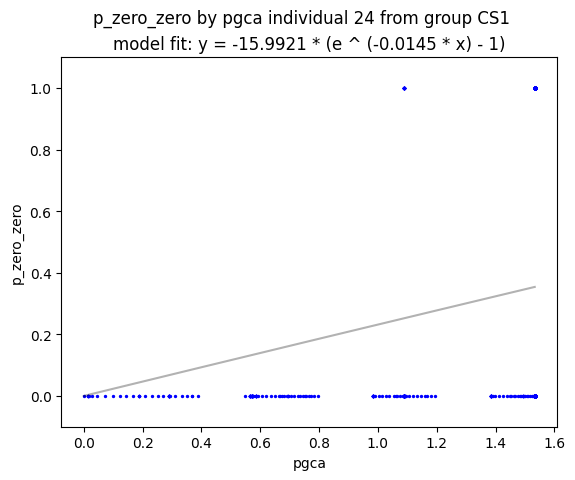 p_zero_zero by pgca individual 24 from group CS1
model fit: y = -15.9921 * (e ^ (-0.0145 * x) - 1)
1.0
0.8
0.6
0.4
0.2
0.0
p_zero_zero
0.0 0.2 0.4 0.6 0.8 1.0 1.2 1.4 1.6
pgca